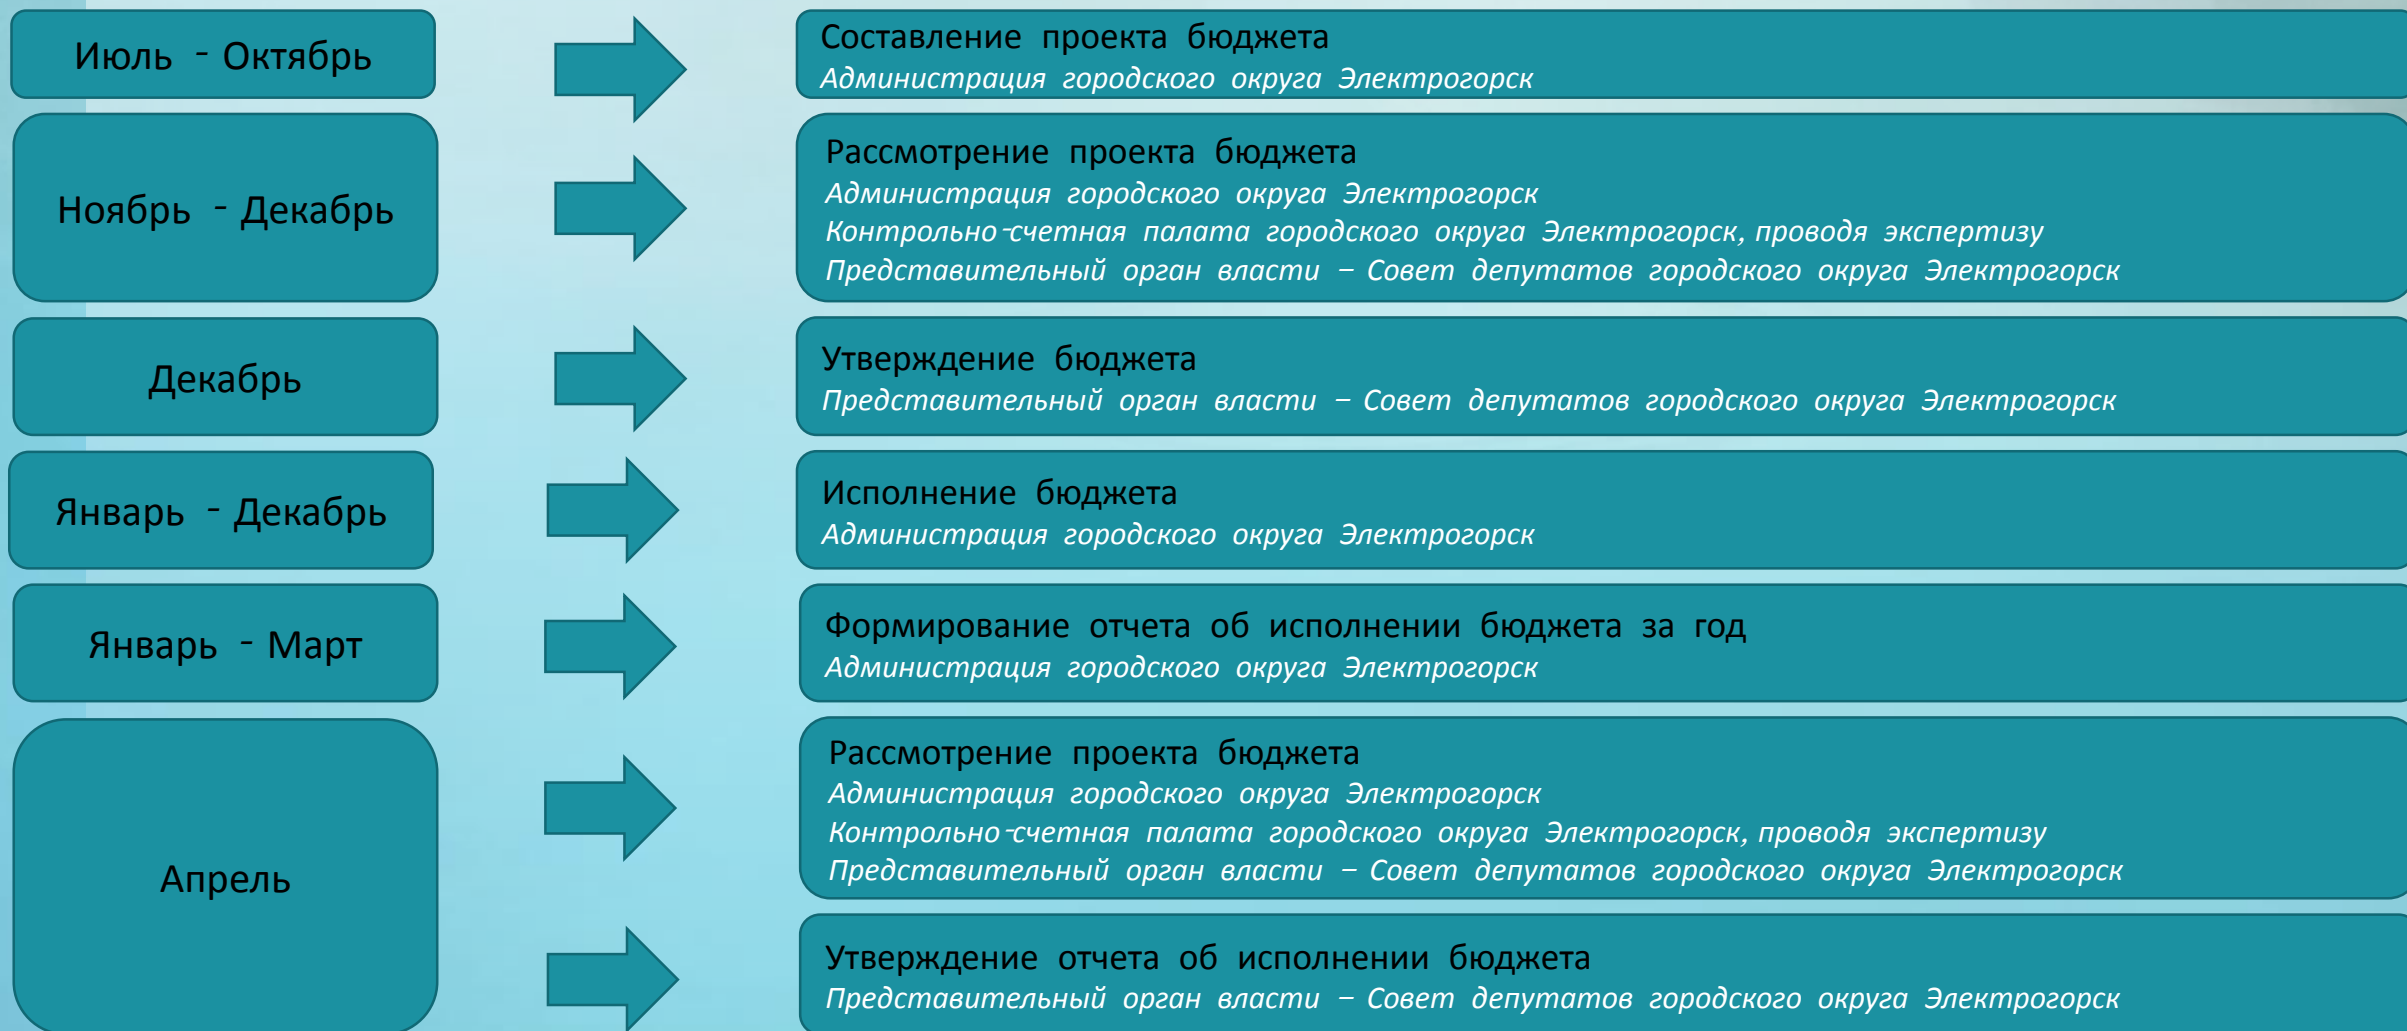 Июль - Октябрь
Составление проекта бюджета
Администрация городского округа Электрогорск
Ноябрь - Декабрь
Рассмотрение проекта бюджета
Администрация городского округа Электрогорск
Контрольно-счетная палата городского округа Электрогорск, проводя экспертизу
Представительный орган власти – Совет депутатов городского округа Электрогорск
Декабрь
Утверждение бюджета
Представительный орган власти – Совет депутатов городского округа Электрогорск
Январь - Декабрь
Исполнение бюджета
Администрация городского округа Электрогорск
Январь - Март
Формирование отчета об исполнении бюджета за год
Администрация городского округа Электрогорск
Апрель
Рассмотрение проекта бюджета
Администрация городского округа Электрогорск
Контрольно-счетная палата городского округа Электрогорск, проводя экспертизу
Представительный орган власти – Совет депутатов городского округа Электрогорск
Утверждение отчета об исполнении бюджета
Представительный орган власти – Совет депутатов городского округа Электрогорск